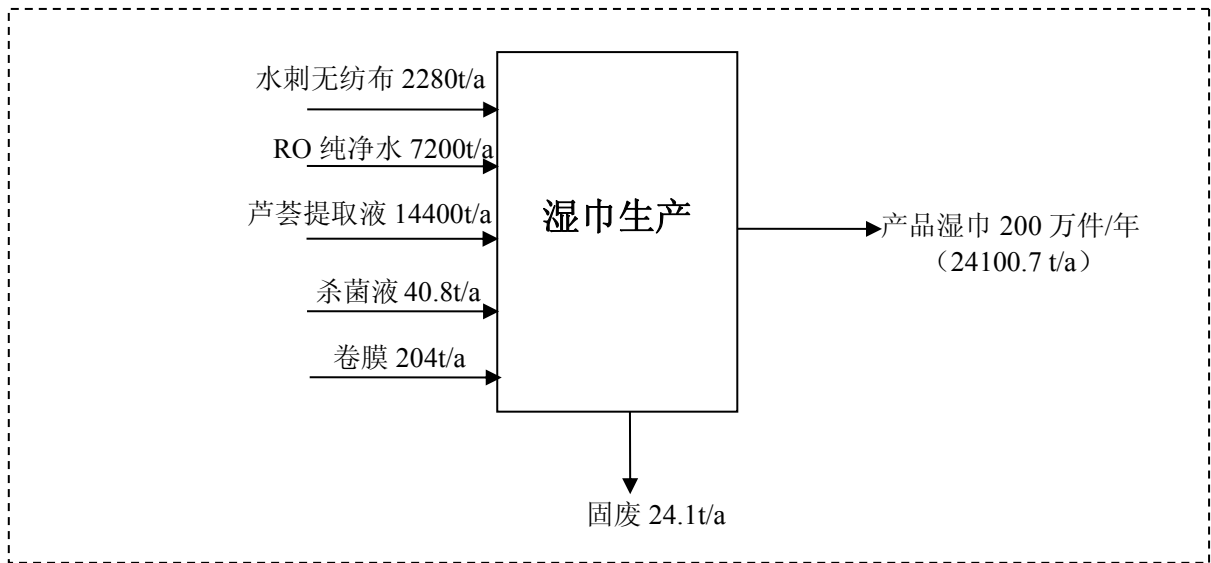 水刺无纺布 2280t/a
RO 纯净水 7200t/a
芦荟提取液 14400t/a
杀菌液 40.8t/a
卷膜 204t/a
湿巾生产
产品湿巾 200 万件/年
（24100.7 t/a）
固废 24.1t/a